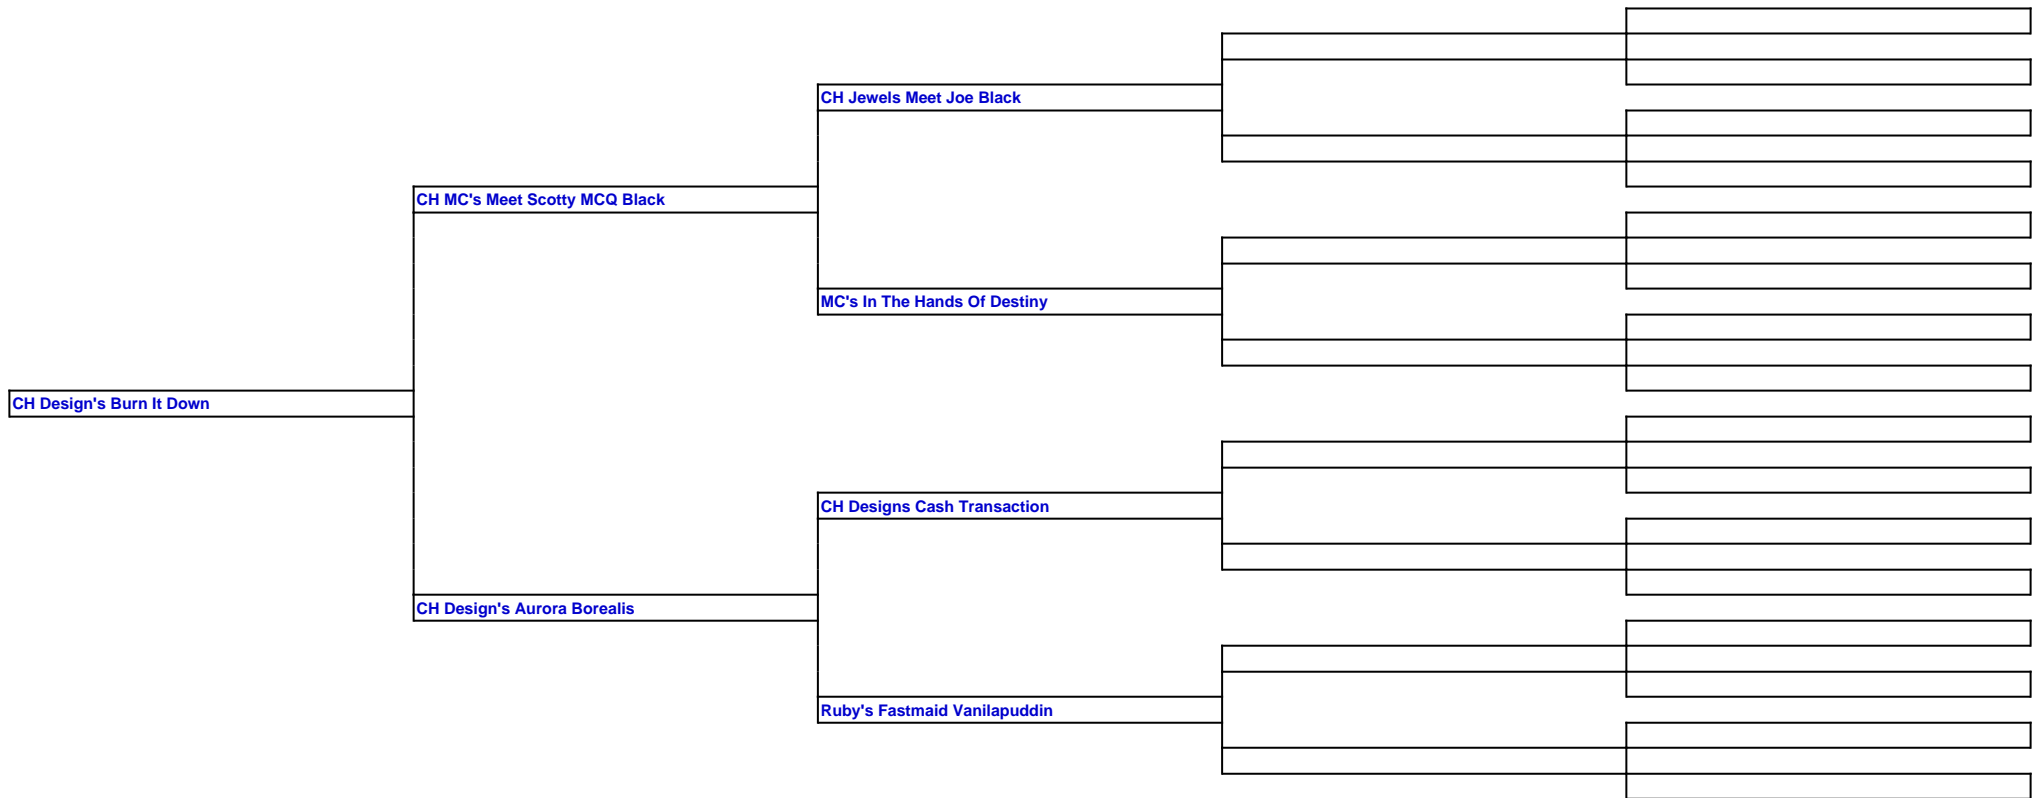 CH Jewels Meet Joe Black
CH MC's Meet Scotty MCQ Black
MC's In The Hands Of Destiny
CH Design's Burn It Down
CH Designs Cash Transaction
CH Design's Aurora Borealis
Ruby's Fastmaid Vanilapuddin